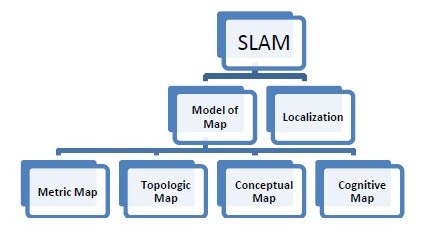 SLAM
Model of
Map
Localization
Metric Map
Topologic
Map
Conceptual
Map
Cognitive
Map